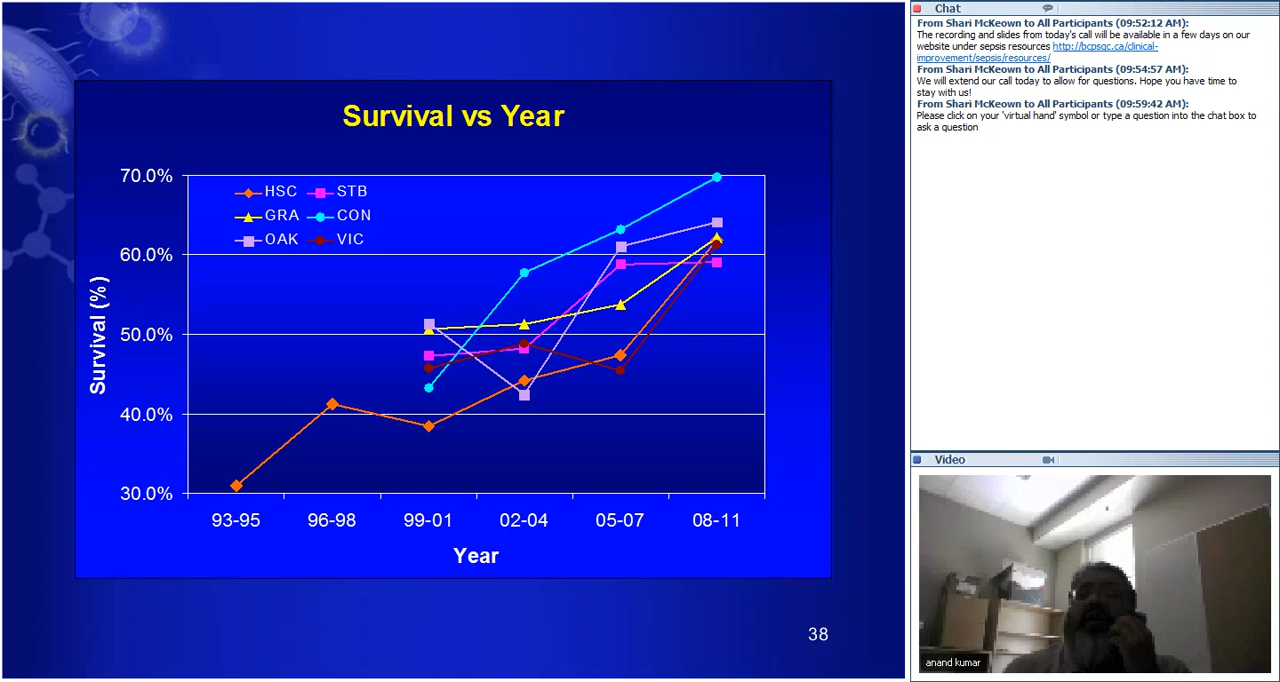 Survival vs Year
70.0%
60.0%
50.0%
40.0%
30.0%
Survival (%)
HSC STB
GRA CON
OAK VIC
93-95 96-98 99-01 02-04 05-07 08-11
Year
38
Chat
From Shari McKeown to All Participants (09:52:12 AM):
The recording and slides from today's call will be available in a few days on our
website under sepsis resources http://bcpsqc.ca/clinical-
improvement/sepsis/resources/
From Shari McKeown to All Participants (09:54:57 AM):
We will extend our call today to allow for questions. Hope you have time to
stay with us!
From Shari McKeown to All Participants (09:59:42 AM):
Please click on your 'virtual hand' symbol or type a question into the chat box to
ask a question
Video
anand kumar